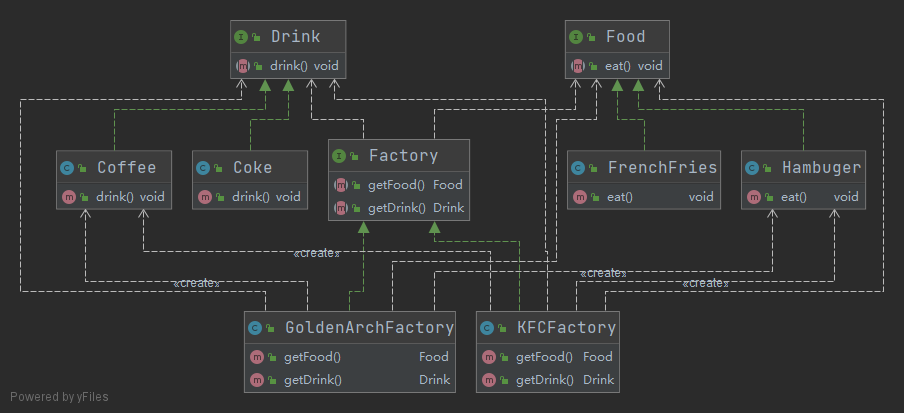 Drink
drink() void
Food
eat() void
Coffee
drink() void
Coke
drink() void
Factory
getFood() Food
getDrink() Drink
FrenchFries
eat() void
Hambuger
eat() void
«create»
«create»
«create»
«create»
GoldenArchFactory
getFood() Food
getDrink() Drink
KFCFactory
getFood() Food
getDrink() Drink
Powered by yFiles